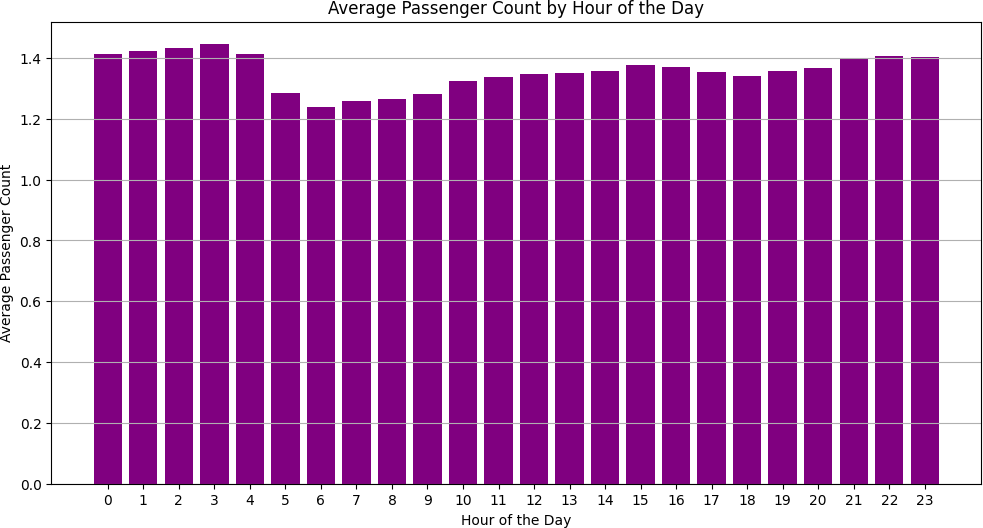 Average Passenger Count by Hour of the Day
Average Passenger Count
1.4
1.2
1.0
0.8
0.6
0.4
0.2
0.0
0 1 2 3 4 5 6 7 8 9 10 11 12 13 14 15 16 17 18 19 20 21 22 23
Hour of the Day